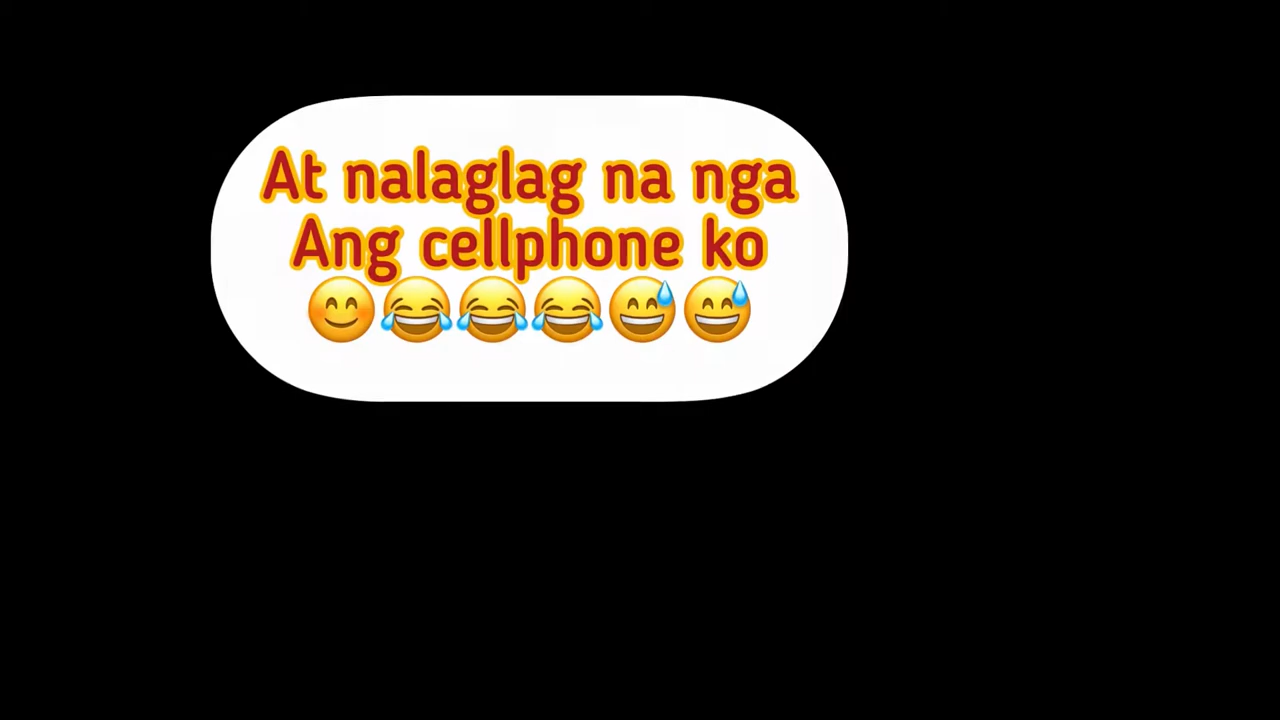 At nalaglag na nga
Ang cellphone ko
😊😂😂😂😅😅